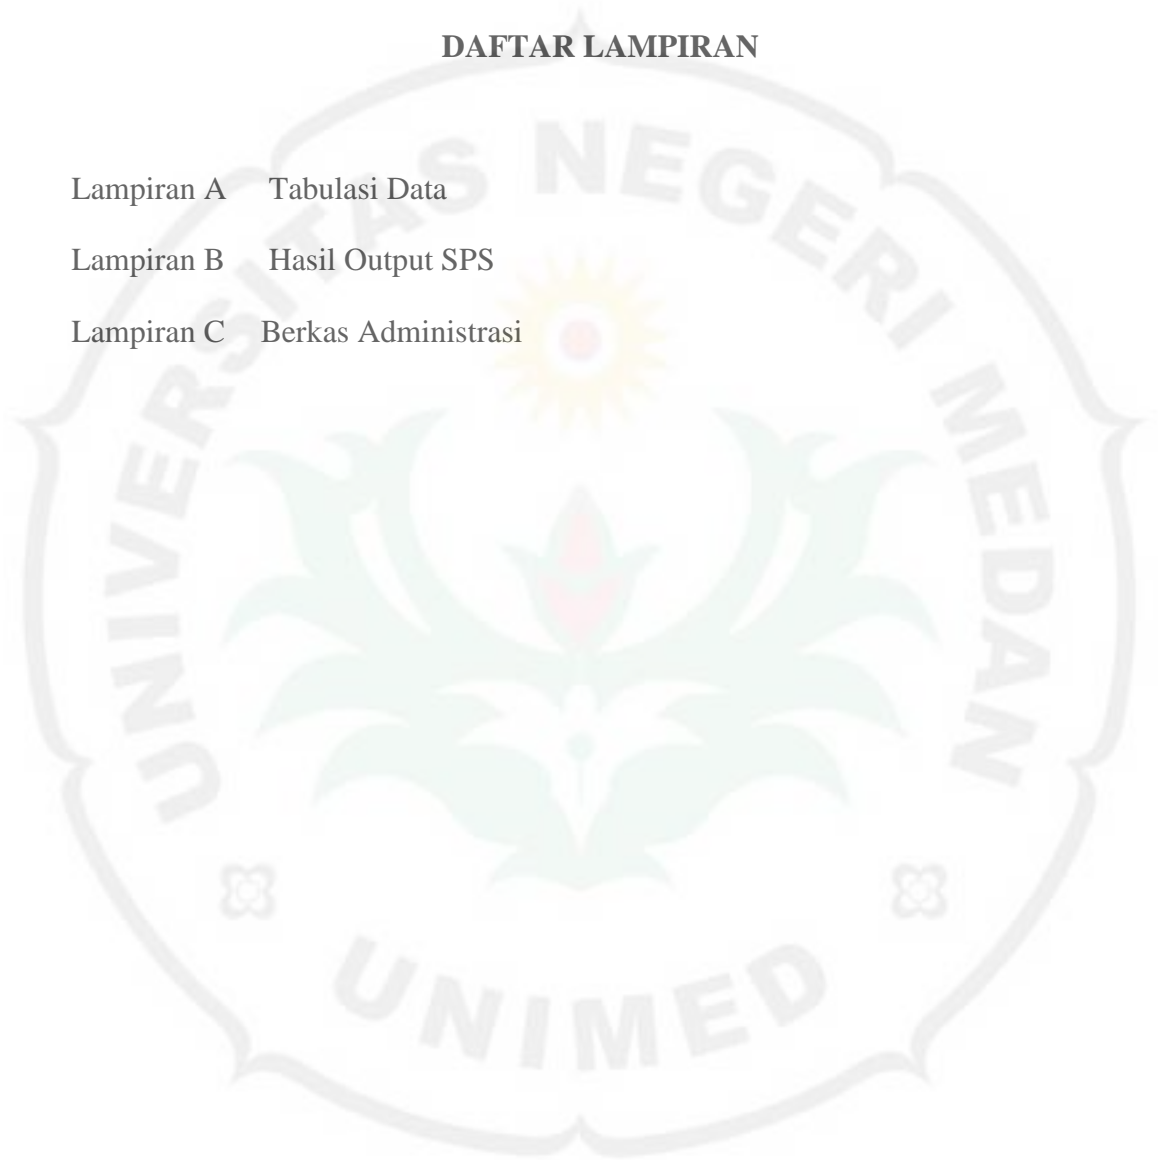 DAFTAR LAMPIRAN
Lampiran A Tabulasi Data
Lampiran B Hasil Output SPS
Lampiran C Berkas Administrasi
UNIVERSITAS NEGERI MEDAN
UNIMED